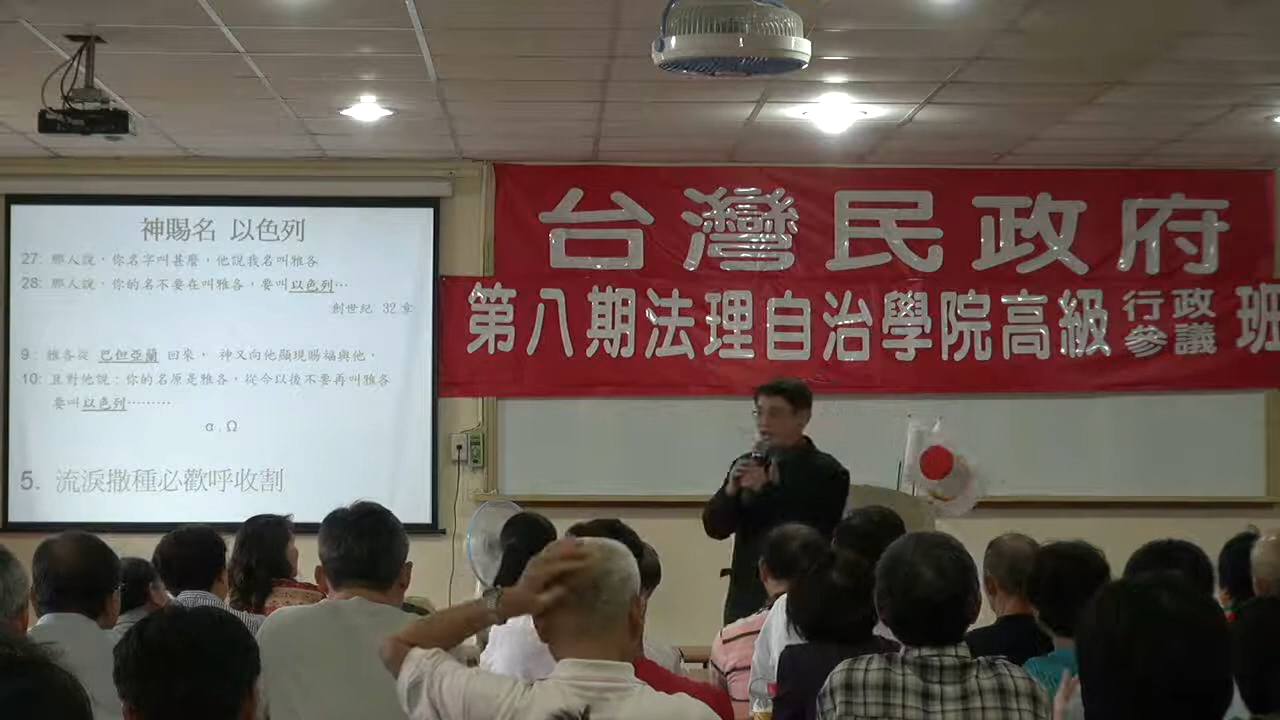 神賜名 以色列
27: 那人說，你名字叫甚麼，他說我名叫雅各
28: 那人說，你的名不要在叫雅各，要叫以色列…
創世紀 32 章
9: 雅各從 巴但亞蘭 回來， 神又向他顯現賜福與他，
10: 且對他說：你的名原是雅各，從今以後不要再叫雅各
要叫以色列………
α , Ω
5. 流淚撒種必歡呼收割
台灣民政府
第八期法理自治學院高級行政參議班